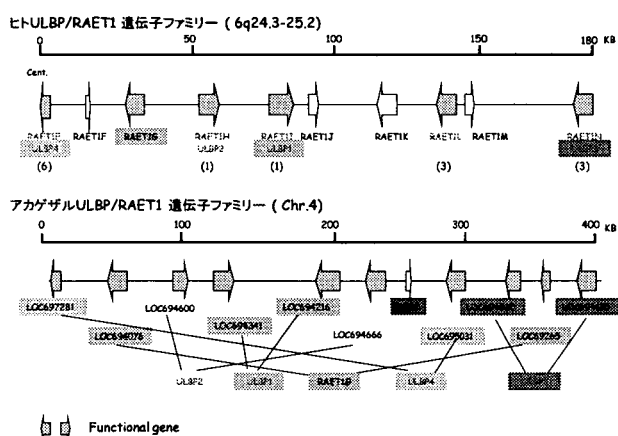 ヒトULBP/RAET1 遺伝子ファミリー ( 6q24.3-25.2)
0 50 100 150 180 KB
Cent.
RAET1E RAET1F RAET1G RAET1H RAET1I RAET1J RAET1K RAET1L RAET1M RAET1N
ULBP4 ULBP2 ULBP1
(6) (1) (1) (3) (3)
アカゲザルULBP/RAET1 遺伝子ファミリー ( Chr.4)
0 100 200 300 400 KB
LOC697281 LOC694600 LOC694216
LOC694076 LOC694341 LOC694666 LOC695031
ULBP2 ULBP1 RAET1G ULBP4
Functional gene